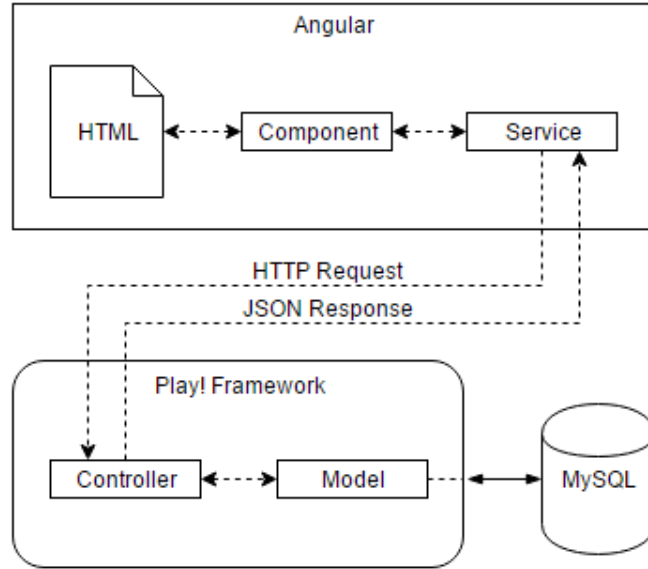 Angular
HTML
Component
Service
HTTP Request
JSON Response
Play! Framework
Controller
Model
MySQL